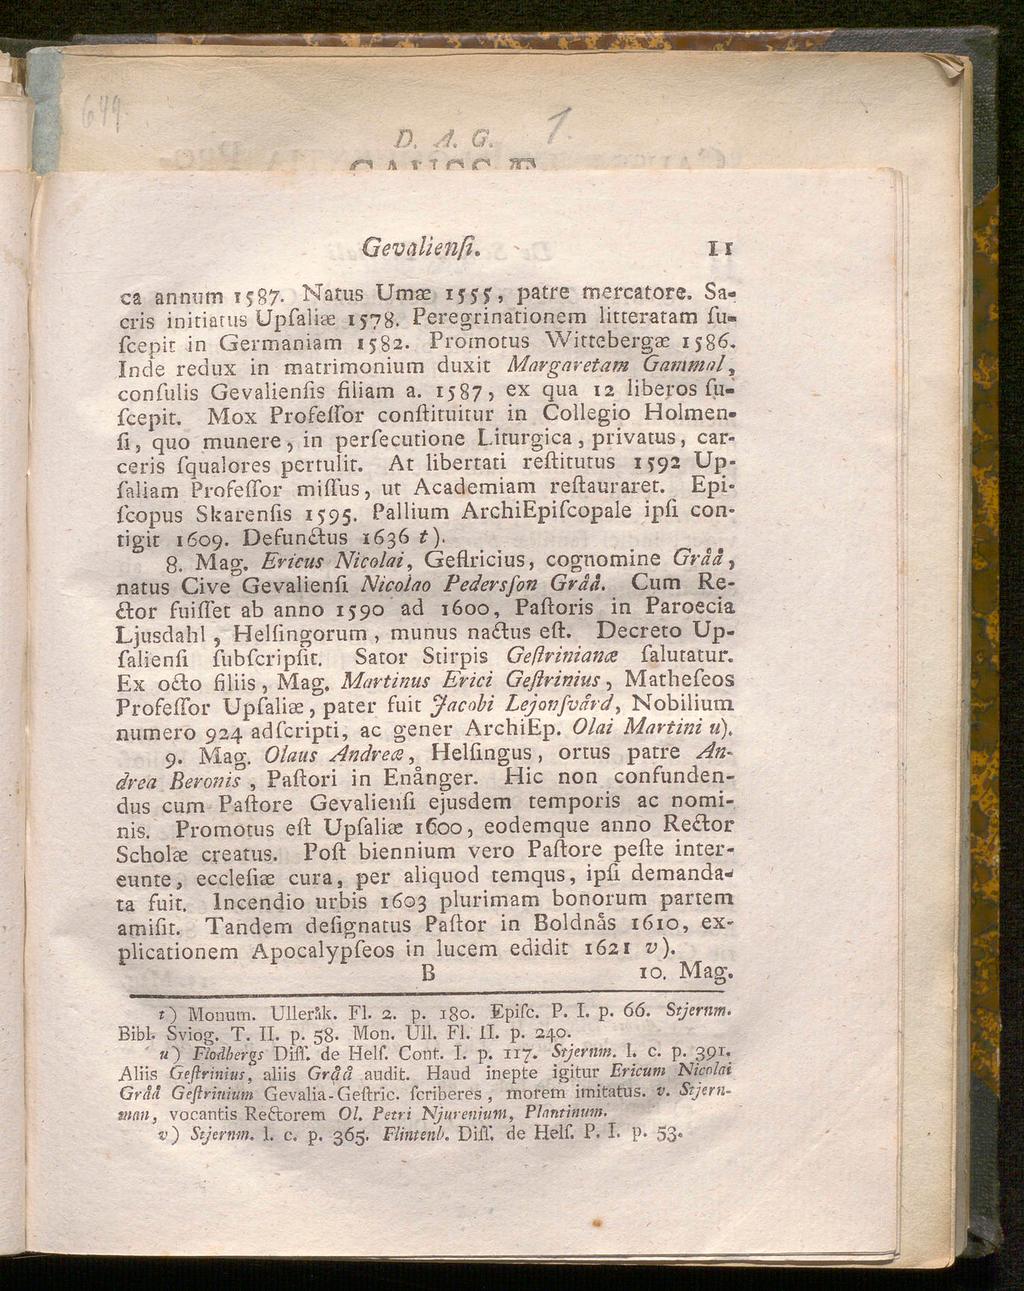 649.
D. A. G. 1.
CAUSSÆ
Gevalienſi. 11
ca annum 1587. Natus Umæ 1555, patre mercatore. Sa-
cris initiatus Upſaliæ 1578. Peregrinationem litteratam ſu-
ſcepit in Germaniam 1582. Promotus Wittebergæ 1586.
Inde redux in matrimonium duxit Margaretam Gammal,
conſulis Gevalienſis filiam a. 1587, ex qua 12 liberos ſu-
ſcepit. Mox Profeſſor conſtituitur in Collegio Holmen-
ſi, quo munere, in perſecutione Liturgica, privatus, car-
ceris ſqualores pertulit. At libertati reſtitutus 1592 Up-
ſaliam Profeſſor miſſus, ut Academiam reſtauraret. Epi-
ſcopus Skarenſis 1595. Pallium ArchiEpiſcopale ipſi con-
tigit 1609. Defunctus 1636 t).
8. Mag. Ericus Nicolai, Geſtricius, cognomine Gråå,
natus Cive Gevalienſi Nicolao Pedersſon Gråå. Cum Re-
ctor fuiſſet ab anno 1590 ad 1600, Paſtoris in Paroecia
Ljusdahl, Helſingorum, munus nactus eſt. Decreto Up-
ſalienſi ſubſcripſit. Sator Stirpis Geſtrinianæ ſalutatur.
Ex octo filiis, Mag. Martinus Erici Geſtrinius, Matheſeos
Profeſſor Upſaliæ, pater fuit Jacobi Lejonſvård, Nobilium
numero 924 adſcripti, ac gener ArchiEp. Olai Martini u).
9. Mag. Olaus Andreæ, Helſingus, ortus patre An-
drea Beronis, Paſtori in Enånger. Hic non confunden-
dus cum Paſtore Gevalienſi ejusdem temporis ac nomi-
nis. Promotus eſt Upſaliæ 1600, eodemque anno Rector
Scholæ creatus. Poſt biennium vero Paſtore peſte inter-
eunte, eccleſiæ cura, per aliquod temqus, ipſi demanda-
ta fuit. Incendio urbis 1603 plurimam bonorum partem
amiſit. Tandem deſignatus Paſtor in Boldnås 1610, ex-
plicationem Apocalypſeos in lucem edidit 1621 v).
B 10. Mag.
t) Monum. Ulleråk. Fl. 2. p. 180. Epiſc. P. I. p. 66. Stjernm.
Bibl. Sviog. T. II. p. 58. Mon. Ull. Fl. II. p. 240.
u) Flodbergs Diſſ. de Helſ. Cont. I. p. 117. Stjernm. l. c. p. 391.
Aliis Geſtrinius, aliis Gråå audit. Haud inepte igitur Ericum Nicolai
Gråå Geſtrinium Gevalia-Geſtric. ſcriberes, morem imitatus. v. Stjern-
man, vocantis Rectorem Ol. Petri Njurenium, Plantinum.
v) Stjernm. l. c. p. 365. Flintenb. Diſſ. de Helſ. P. I. p. 53.